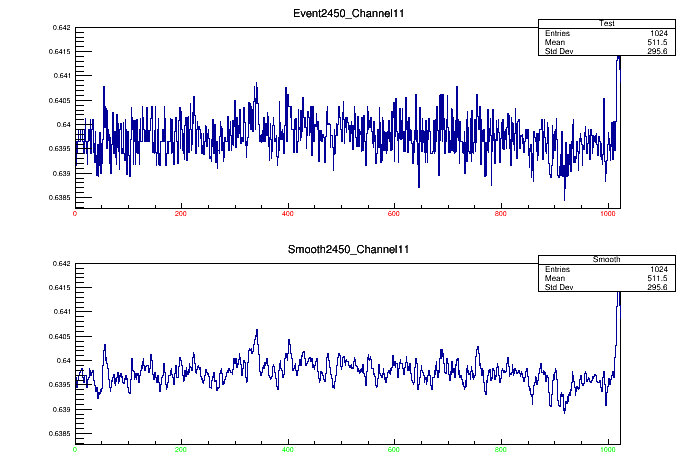 Event2450_Channel11
Test
Entries 1024
Mean 511.5
Std Dev 295.6
0.642
0.6415
0.641
0.6405
0.64
0.6395
0.639
0.6385
0 200 400 600 800 1000
Smooth2450_Channel11
Smooth
Entries 1024
Mean 511.5
Std Dev 295.6
0.642
0.6415
0.641
0.6405
0.64
0.6395
0.639
0.6385
0 200 400 600 800 1000